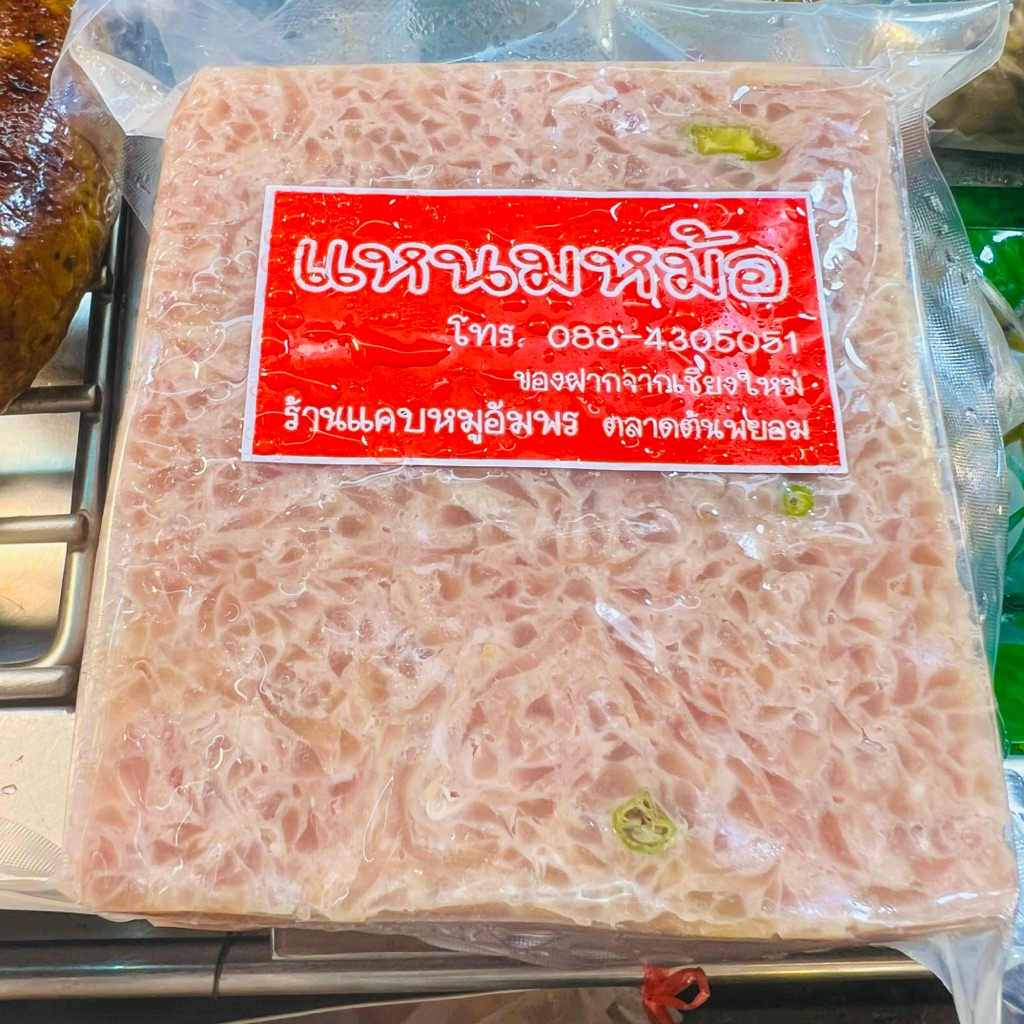 แหนมหม้อ
โทร. 088-4305051
ของฝากจากเชียงใหม่
ร้านแคบหมูอัมพร ตลาดต้นพยอม